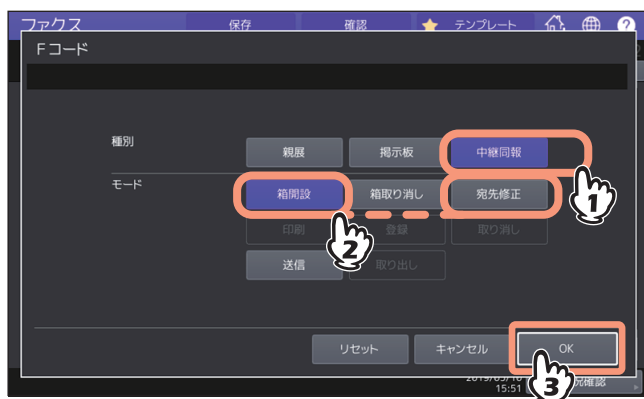 ファクス 保存 確認 テンプレート ?
Fコード
種別 親展 掲示板 中継同報
モード 箱開設 箱取り消し 宛先修正
印刷 登録 取り消し
送信 取り出し
1
2
リセット キャンセル OK
3
15:51 況確認